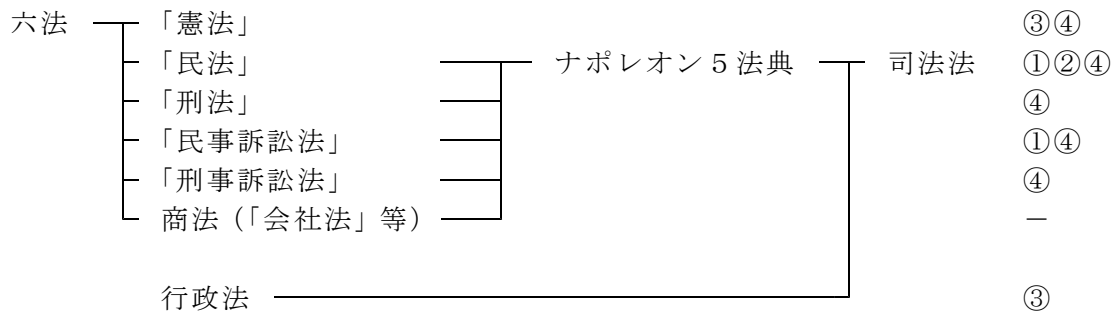 六法 「憲法」 ③④
「民法」 ナポレオン5法典 司法法 ①②④
「刑法」 ④
「民事訴訟法」 ①④
「刑事訴訟法」 ④
商法（「会社法」等） －
行政法 ③